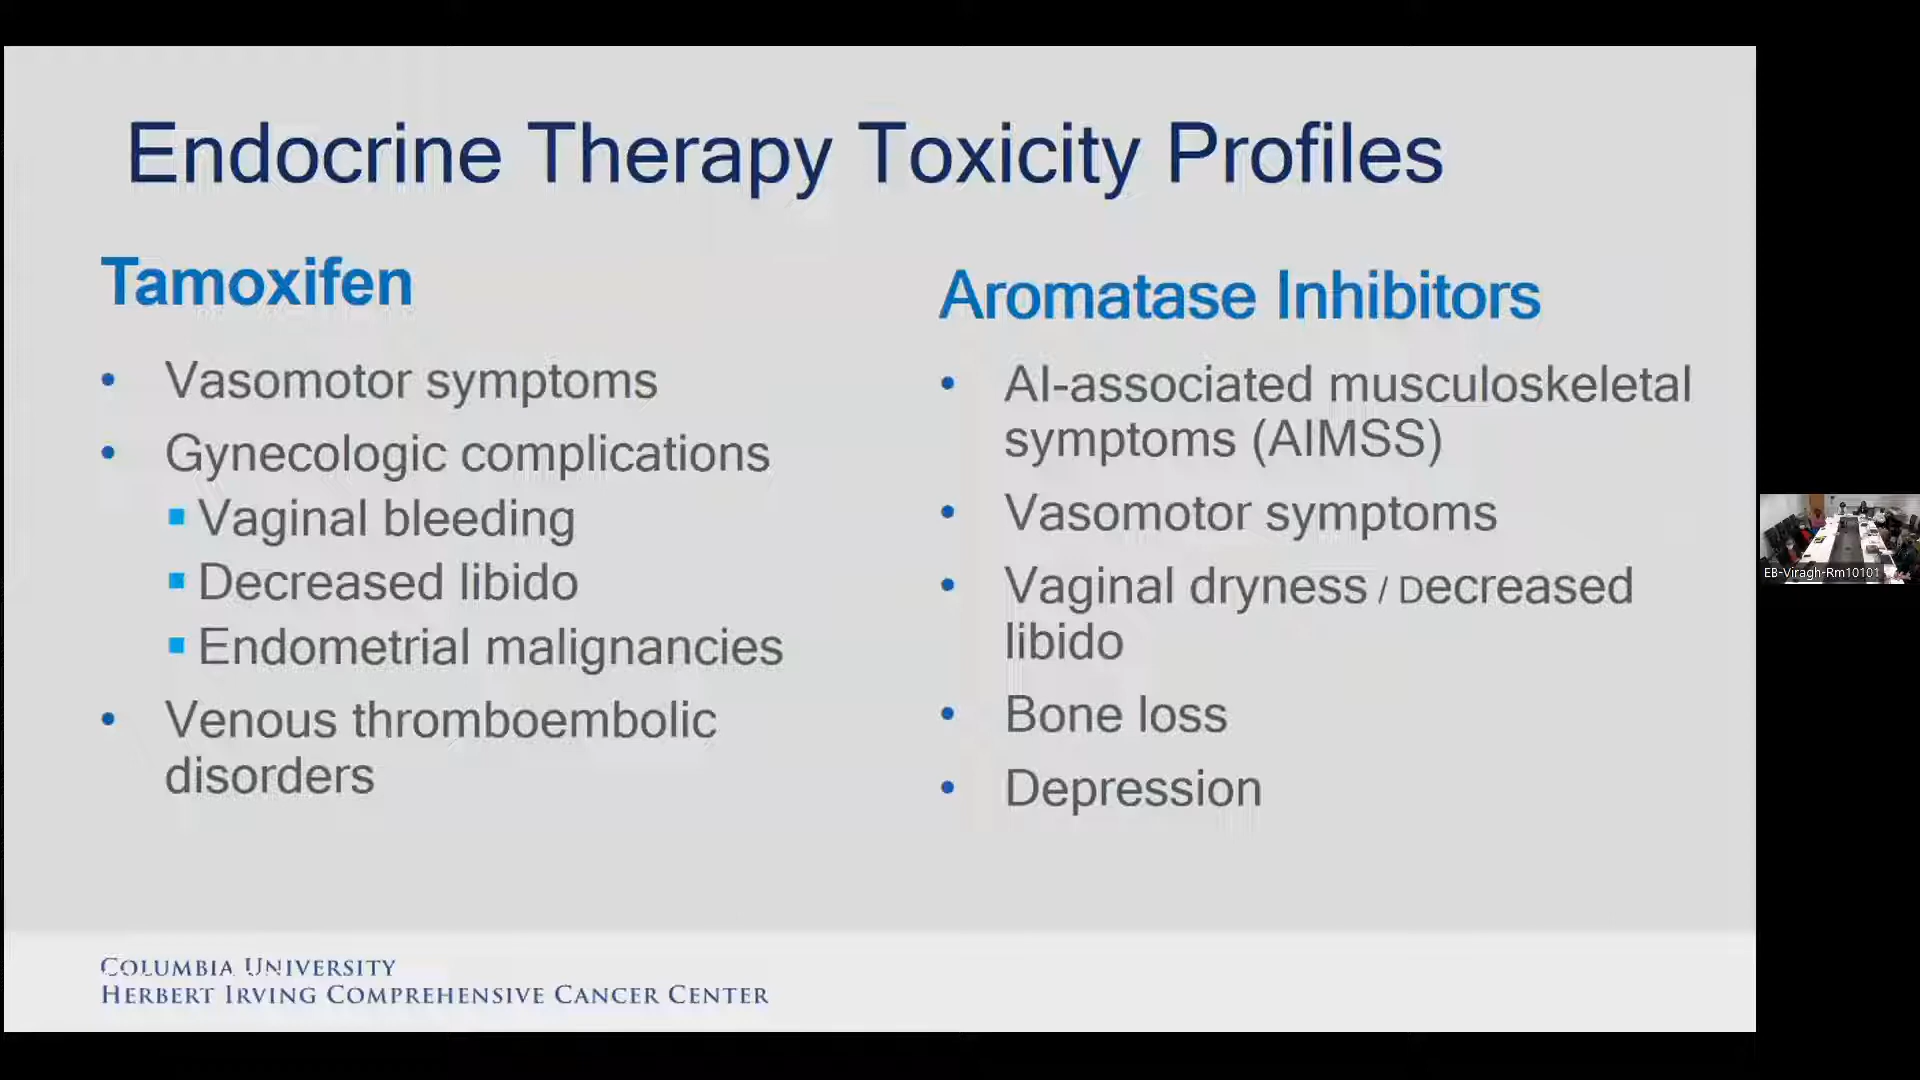 Endocrine Therapy Toxicity Profiles
Tamoxifen
• Vasomotor symptoms
• Gynecologic complications
▪ Vaginal bleeding
▪ Decreased libido
▪ Endometrial malignancies
• Venous thromboembolic
disorders
Aromatase Inhibitors
• AI-associated musculoskeletal
symptoms (AIMSS)
• Vasomotor symptoms
• Vaginal dryness / Decreased
libido
• Bone loss
• Depression
COLUMBIA UNIVERSITY
HERBERT IRVING COMPREHENSIVE CANCER CENTER
EB-Viragh-Rm10101